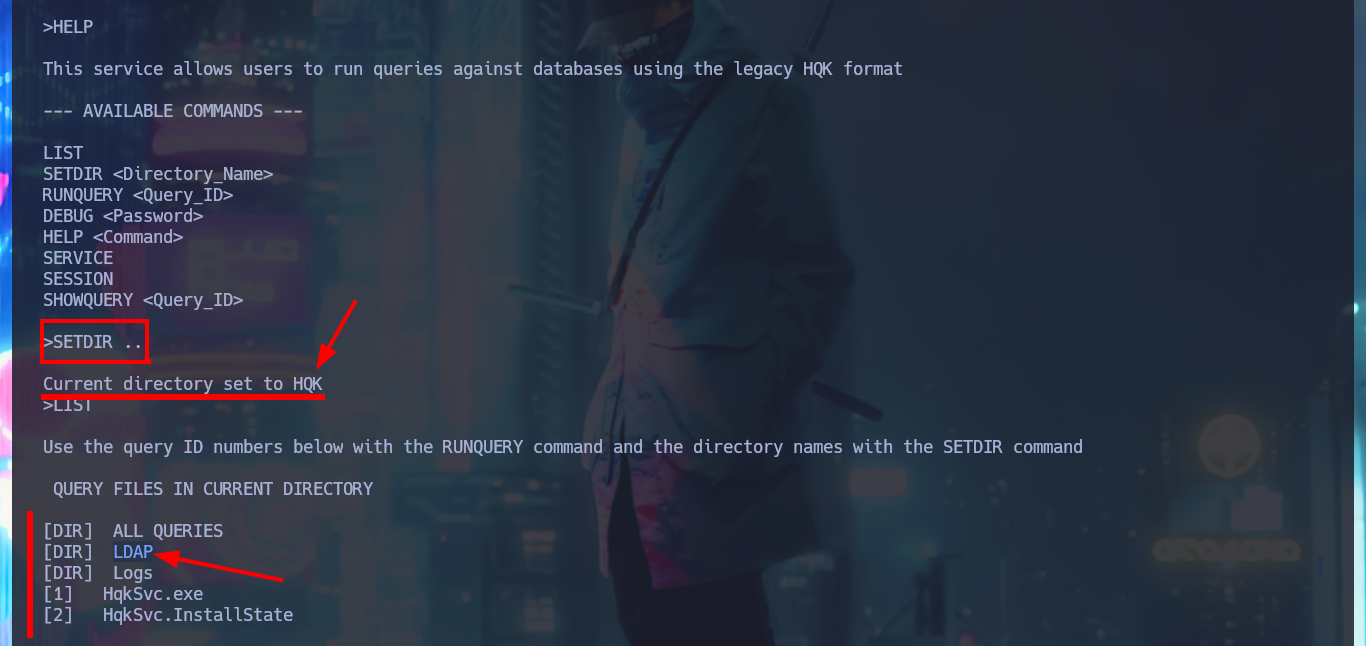 >HELP
This service allows users to run queries against databases using the legacy HQK format
--- AVAILABLE COMMANDS ---
LIST
SETDIR <Directory_Name>
RUNQUERY <Query_ID>
DEBUG <Password>
HELP <Command>
SERVICE
SESSION
SHOWQUERY <Query_ID>
>SETDIR ..
Current directory set to HQK
>LIST
Use the query ID numbers below with the RUNQUERY command and the directory names with the SETDIR command
QUERY FILES IN CURRENT DIRECTORY
[DIR]  ALL QUERIES
[DIR]  LDAP
[DIR]  Logs
[1]   HqkSvc.exe
[2]   HqkSvc.InstallState